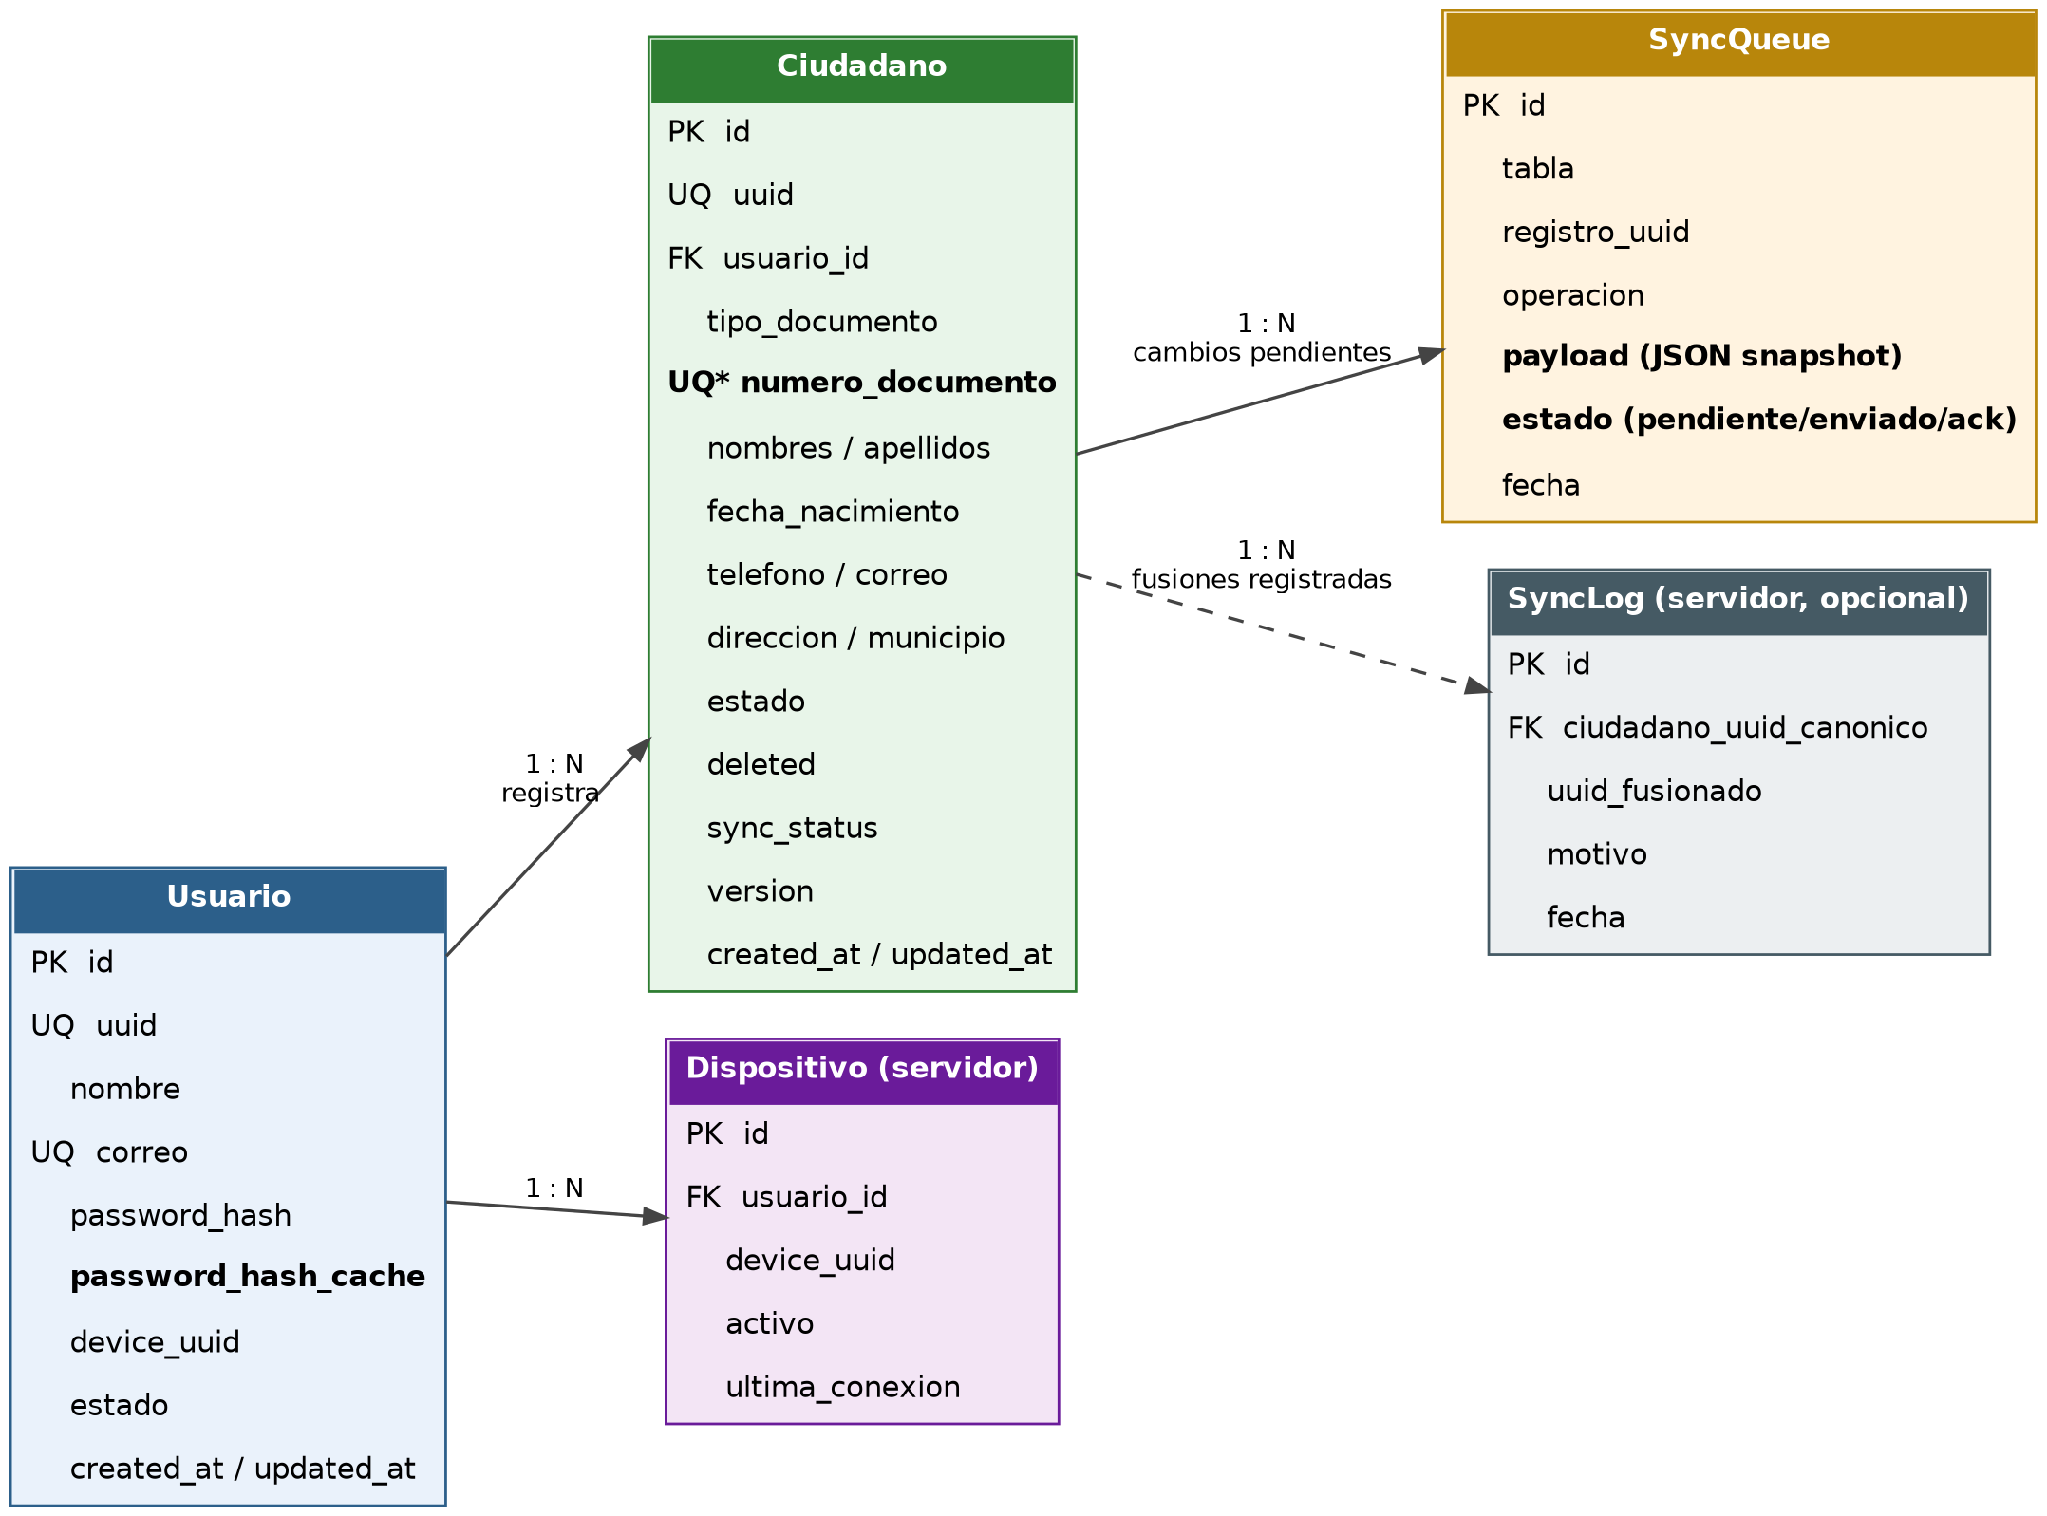 Usuario
PK id
UQ uuid
nombre
UQ correo
password_hash
password_hash_cache
device_uuid
estado
created_at / updated_at
1 : N
registra
1 : N
Ciudadano
PK id
UQ uuid
FK usuario_id
tipo_documento
UQ* numero_documento
nombres / apellidos
fecha_nacimiento
telefono / correo
direccion / municipio
estado
deleted
sync_status
version
created_at / updated_at
Dispositivo (servidor)
PK id
FK usuario_id
device_uuid
activo
ultima_conexion
1 : N
cambios pendientes
1 : N
fusiones registradas
SyncQueue
PK id
tabla
registro_uuid
operacion
payload (JSON snapshot)
estado (pendiente/enviado/ack)
fecha
SyncLog (servidor, opcional)
PK id
FK ciudadano_uuid_canonico
uuid_fusionado
motivo
fecha